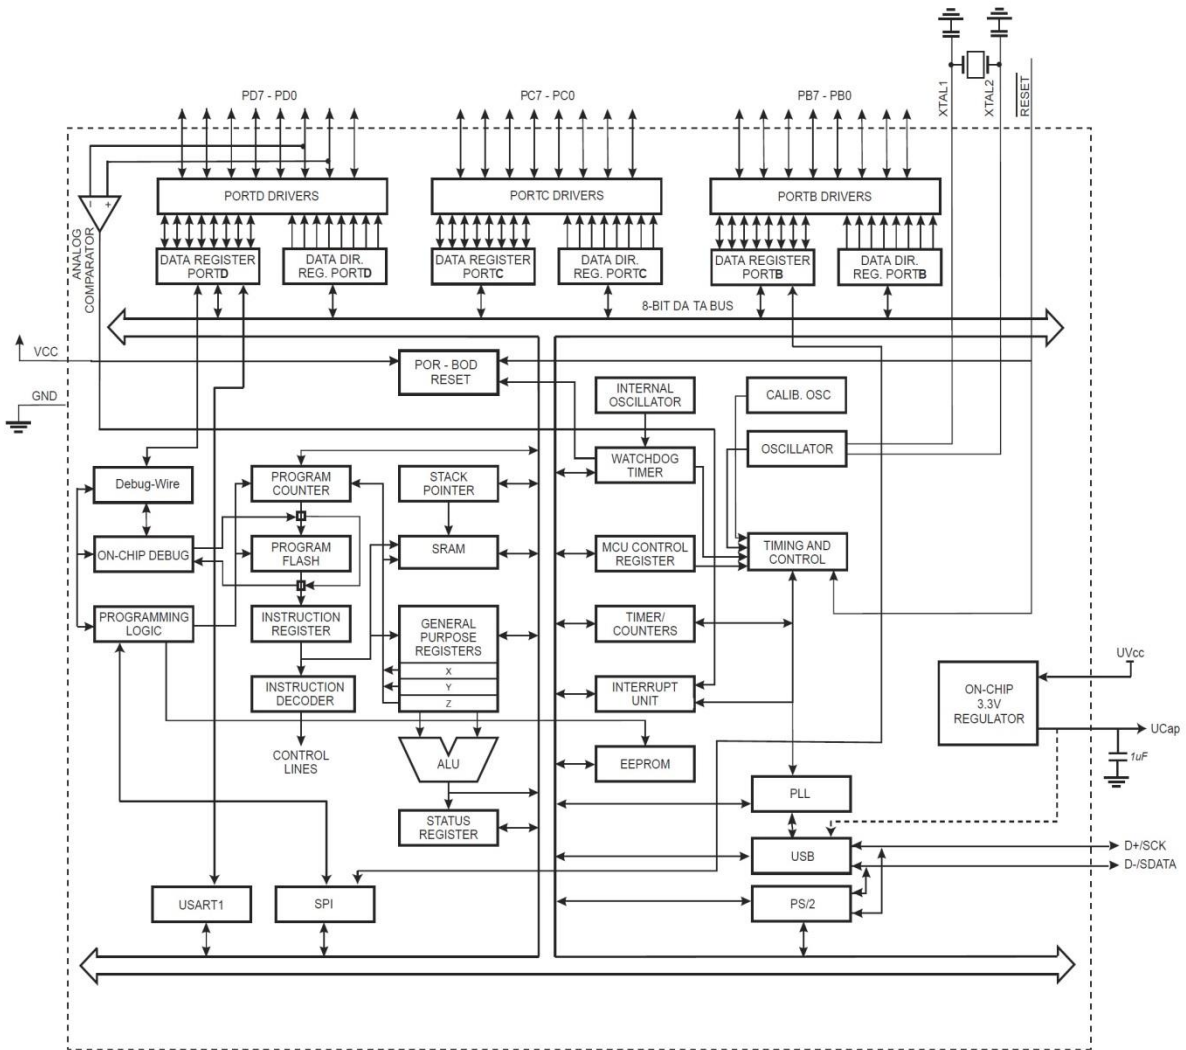 PD7 - PD0
PC7 - PC0
PB7 - PB0
XTAL1
XTAL2
RESET
PORTD DRIVERS
PORTC DRIVERS
PORTB DRIVERS
- +
ANALOG
COMPARATOR
DATA REGISTER
PORTD
DATA DIR.
REG. PORTD
DATA REGISTER
PORTC
DATA DIR.
REG. PORTC
DATA REGISTER
PORTB
DATA DIR.
REG. PORTB
8-BIT DA TA BUS
VCC
GND
POR - BOD
RESET
INTERNAL
OSCILLATOR
CALIB. OSC
WATCHDOG
TIMER
OSCILLATOR
Debug-Wire
PROGRAM
COUNTER
STACK
POINTER
ON-CHIP DEBUG
PROGRAM
FLASH
SRAM
MCU CONTROL
REGISTER
TIMING AND
CONTROL
PROGRAMMING
LOGIC
INSTRUCTION
REGISTER
GENERAL
PURPOSE
REGISTERS
X
Y
Z
TIMER/
COUNTERS
INSTRUCTION
DECODER
INTERRUPT
UNIT
ON-CHIP
3.3V
REGULATOR
UVcc
UCap
1uF
CONTROL
LINES
ALU
EEPROM
STATUS
REGISTER
PLL
USB
D+/SCK
D-/SDATA
USART1
SPI
PS/2